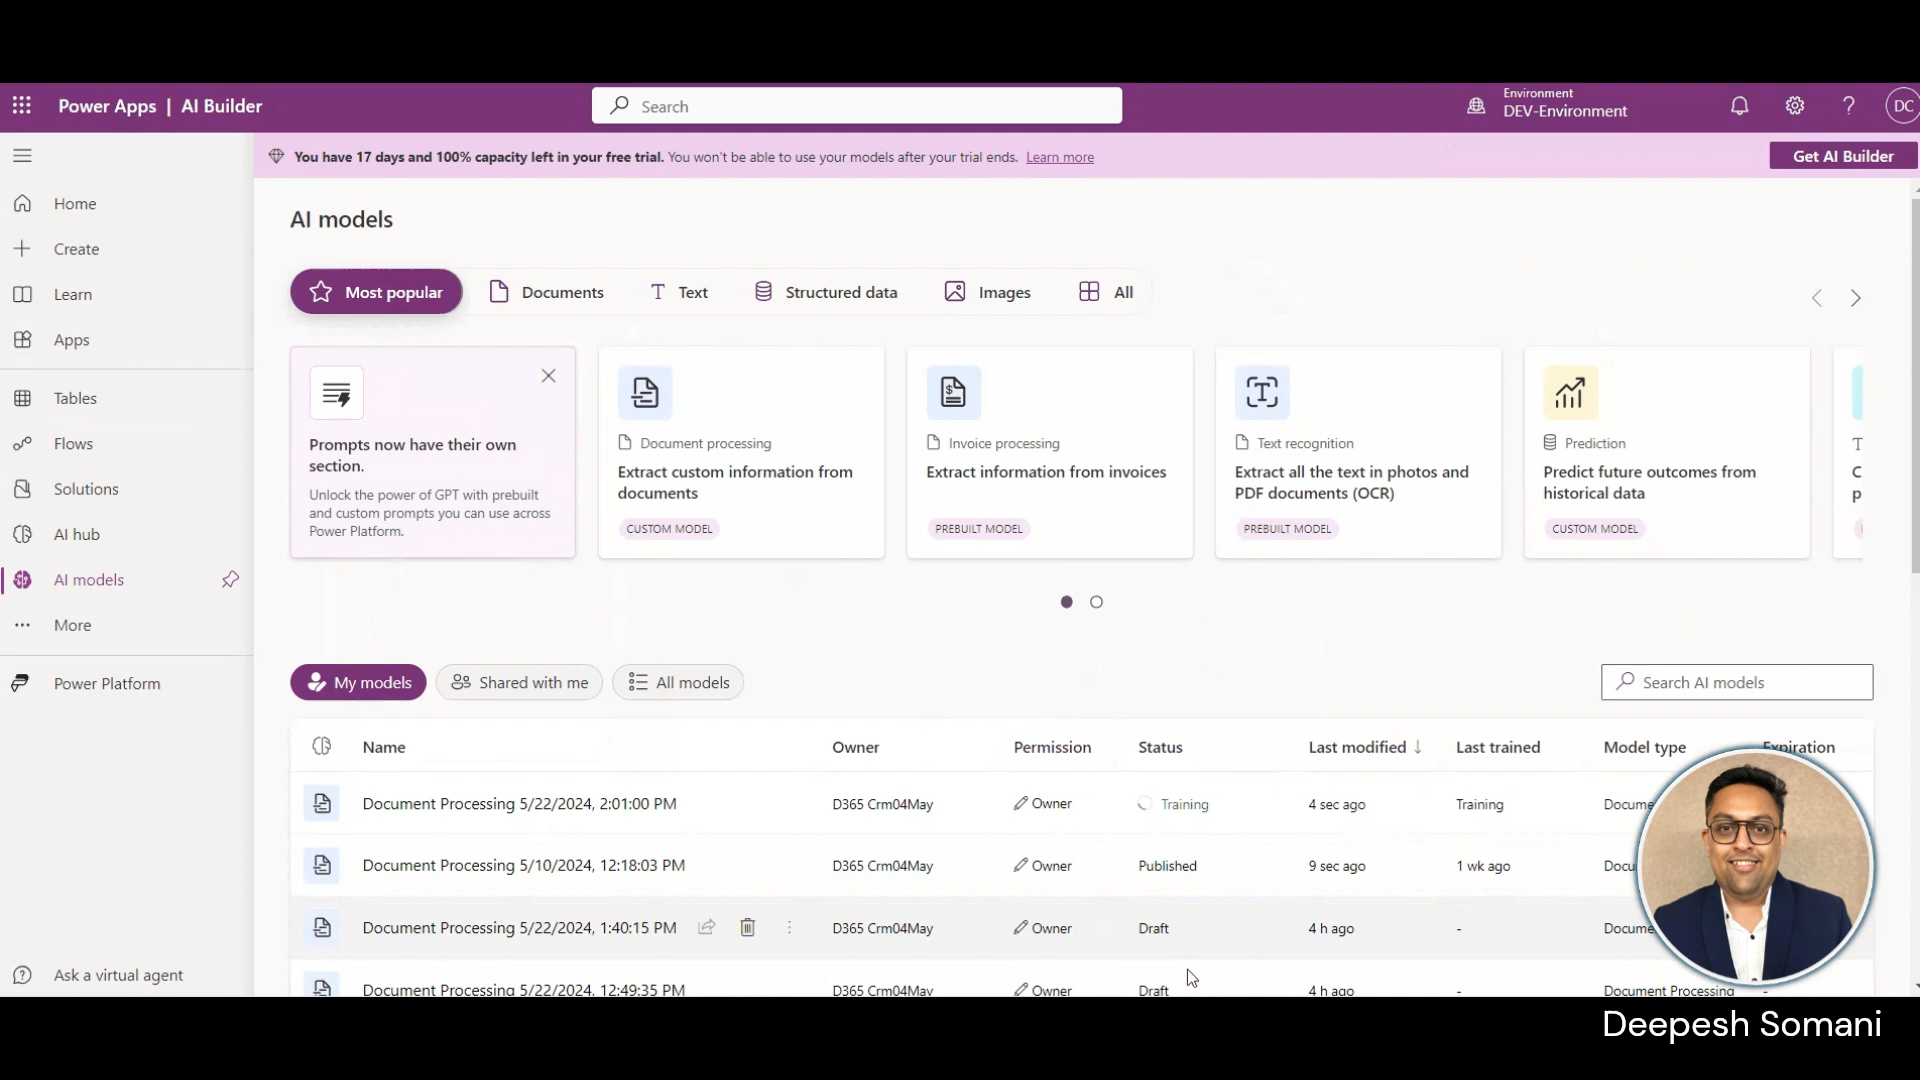 Power Apps | AI Builder
Search
Environment
DEV-Environment
DC
You have 17 days and 100% capacity left in your free trial. You won't be able to use your models after your trial ends. Learn more
Get AI Builder
Home
Create
Learn
Apps
Tables
Flows
Solutions
AI hub
AI models
More
Power Platform
Ask a virtual agent
AI models
Most popular
Documents
Text
Structured data
Images
All
Prompts now have their own
section.
Unlock the power of GPT with prebuilt
and custom prompts you can use across
Power Platform.
Document processing
Extract custom information from
documents
CUSTOM MODEL
Invoice processing
Extract information from invoices
PREBUILT MODEL
Text recognition
Extract all the text in photos and
PDF documents (OCR)
PREBUILT MODEL
Prediction
Predict future outcomes from
historical data
CUSTOM MODEL
My models
Shared with me
All models
Search AI models
Name Owner Permission Status Last modified ↓ Last trained Model type Expiration
Document Processing 5/22/2024, 2:01:00 PM D365 Crm04May Owner Training 4 sec ago Training
Document Processing 5/10/2024, 12:18:03 PM D365 Crm04May Owner Published 9 sec ago 1 wk ago
Document Processing 5/22/2024, 1:40:15 PM D365 Crm04May Owner Draft 4 h ago -
Document Processing 5/22/2024, 12:49:35 PM D365 Crm04May Owner Draft 4 h ago - Document Processing -
Deepesh Somani